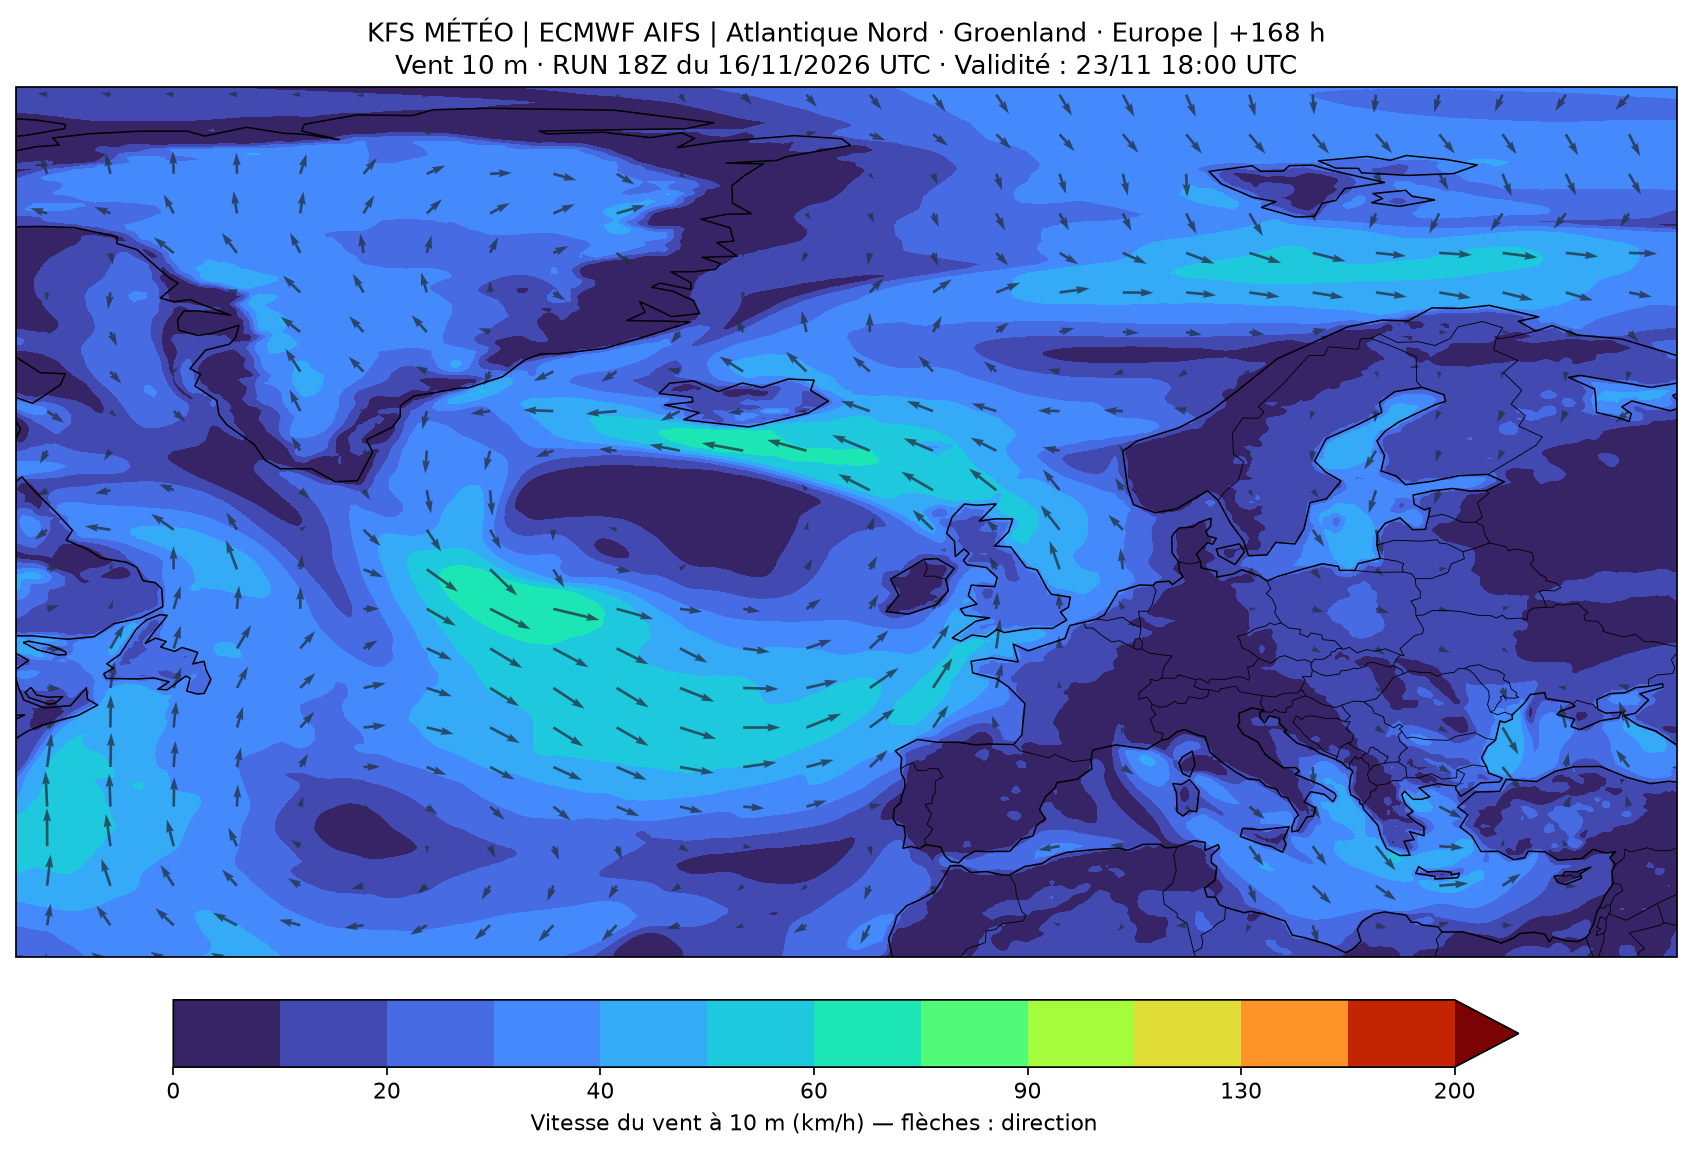 KFS MÉTÉO | ECMWF AIFS | Atlantique Nord · Groenland · Europe | +168 h
Vent 10 m · RUN 18Z du 16/11/2026 UTC · Validité : 23/11 18:00 UTC
0 20 40 60 90 130 200
Vitesse du vent à 10 m (km/h) — flèches : direction